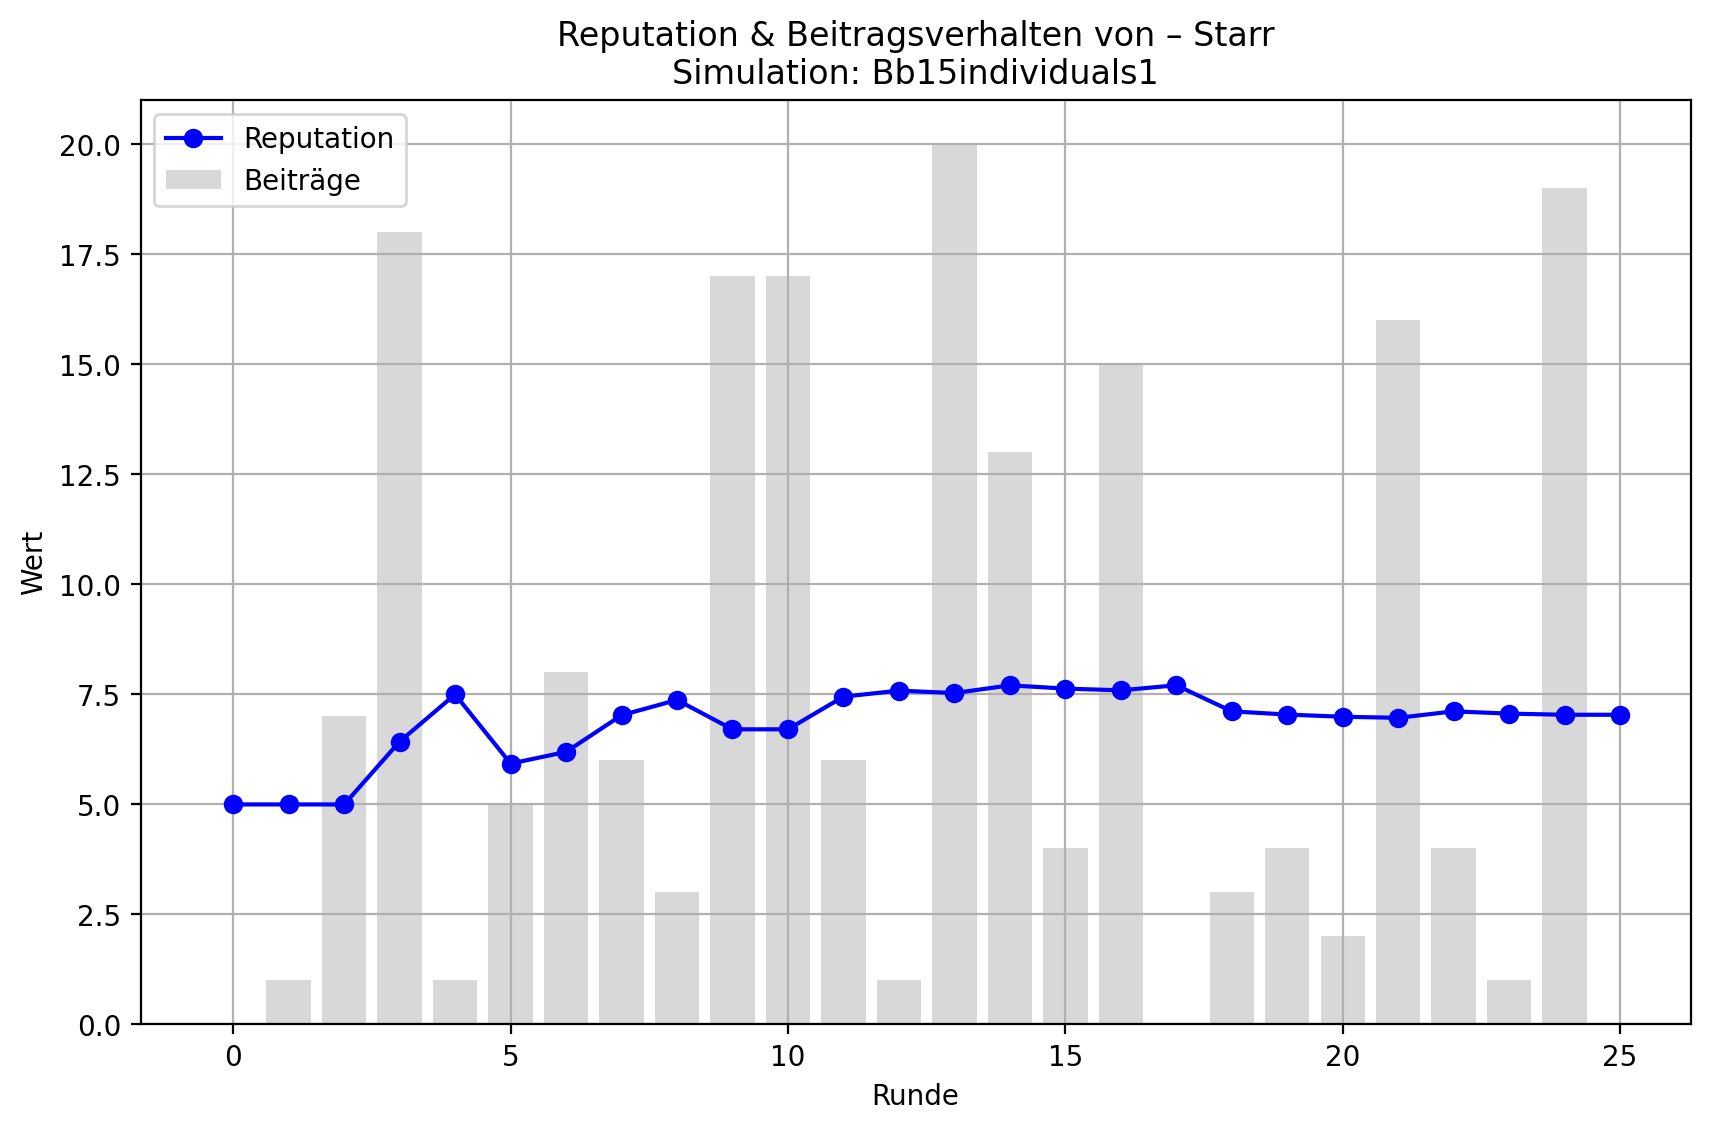 Reputation & Beitragsverhalten von – Starr
Simulation: Bb15individuals1
Reputation
Beiträge
20.0
17.5
15.0
12.5
10.0
7.5
5.0
2.5
0.0
Wert
0 5 10 15 20 25
Runde